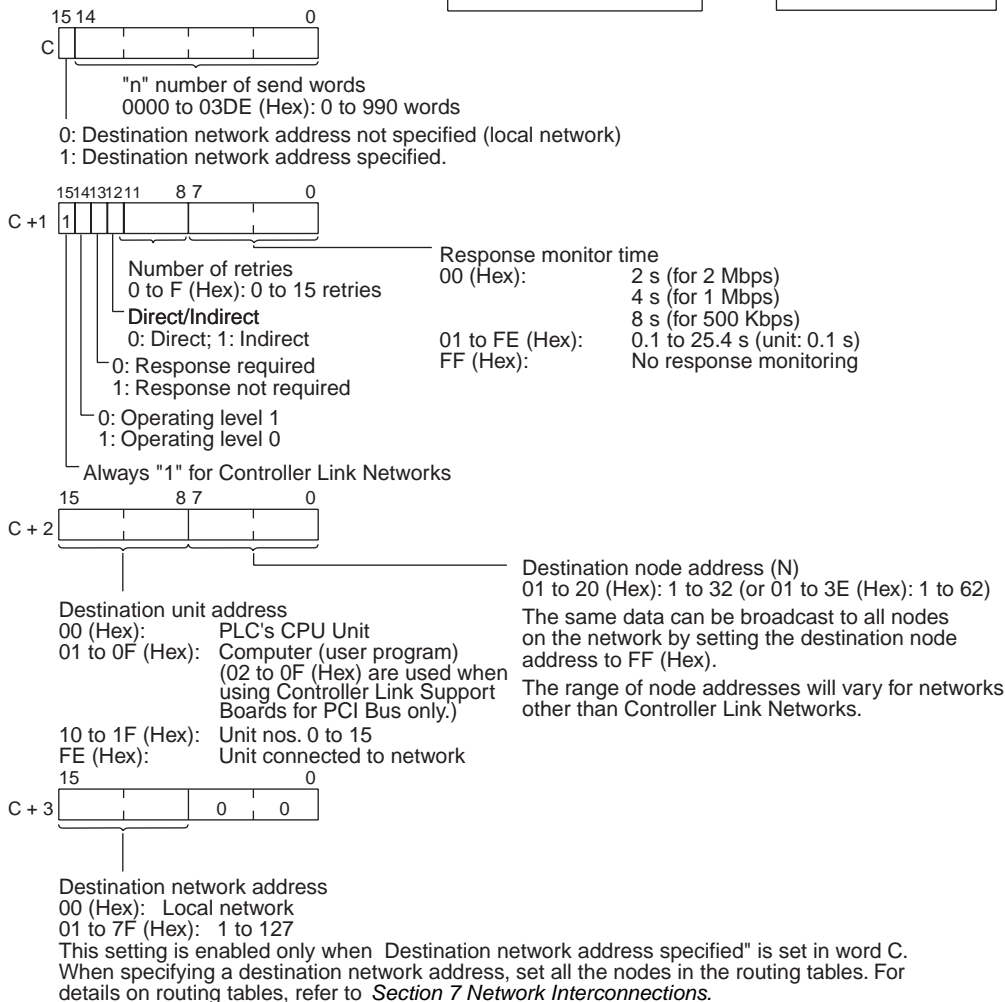 15 14 0
C
"n" number of send words
0000 to 03DE (Hex): 0 to 990 words
0: Destination network address not specified (local network)
1: Destination network address specified.
15 14 13 12 11 8 7 0
C +1 1
Response monitor time
00 (Hex): 2 s (for 2 Mbps)
4 s (for 1 Mbps)
8 s (for 500 Kbps)
01 to FE (Hex): 0.1 to 25.4 s (unit: 0.1 s)
FF (Hex): No response monitoring
Number of retries
0 to F (Hex): 0 to 15 retries
Direct/Indirect
0: Direct; 1: Indirect
0: Response required
1: Response not required
0: Operating level 1
1: Operating level 0
Always "1" for Controller Link Networks
15 8 7 0
C + 2
Destination node address (N)
01 to 20 (Hex): 1 to 32 (or 01 to 3E (Hex): 1 to 62)
The same data can be broadcast to all nodes
on the network by setting the destination node
address to FF (Hex).
The range of node addresses will vary for networks
other than Controller Link Networks.
Destination unit address
00 (Hex): PLC's CPU Unit
01 to 0F (Hex): Computer (user program)
(02 to 0F (Hex) are used when
using Controller Link Support
Boards for PCI Bus only.)
10 to 1F (Hex): Unit nos. 0 to 15
FE (Hex): Unit connected to network
15 0
C + 3 0 0
Destination network address
00 (Hex): Local network
01 to 7F (Hex): 1 to 127
This setting is enabled only when Destination network address specified" is set in word C.
When specifying a destination network address, set all the nodes in the routing tables. For
details on routing tables, refer to Section 7 Network Interconnections.